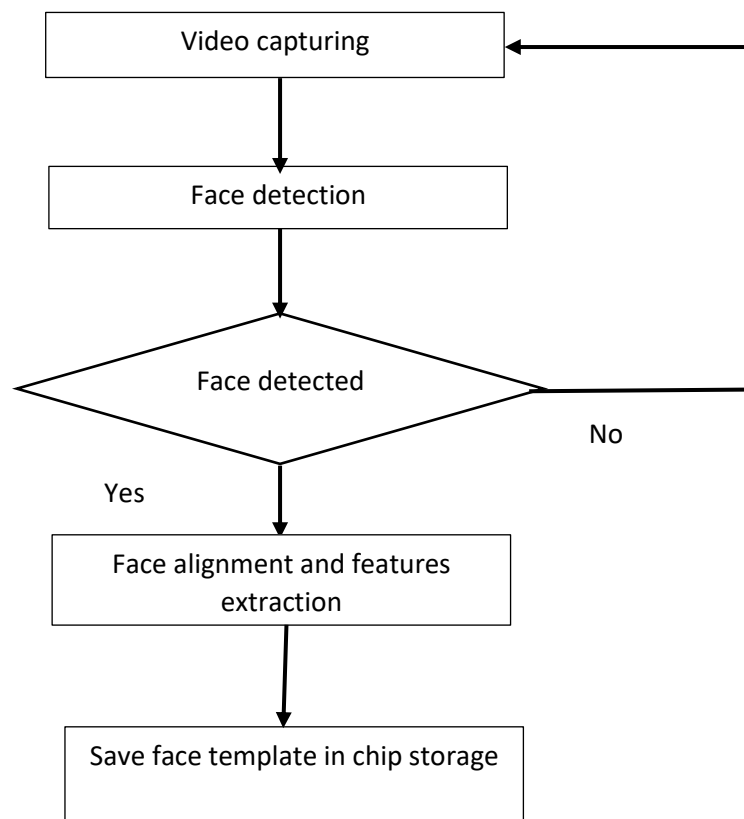 Video capturing
Face detection
Face detected
No
Yes
Face alignment and features
extraction
Save face template in chip storage